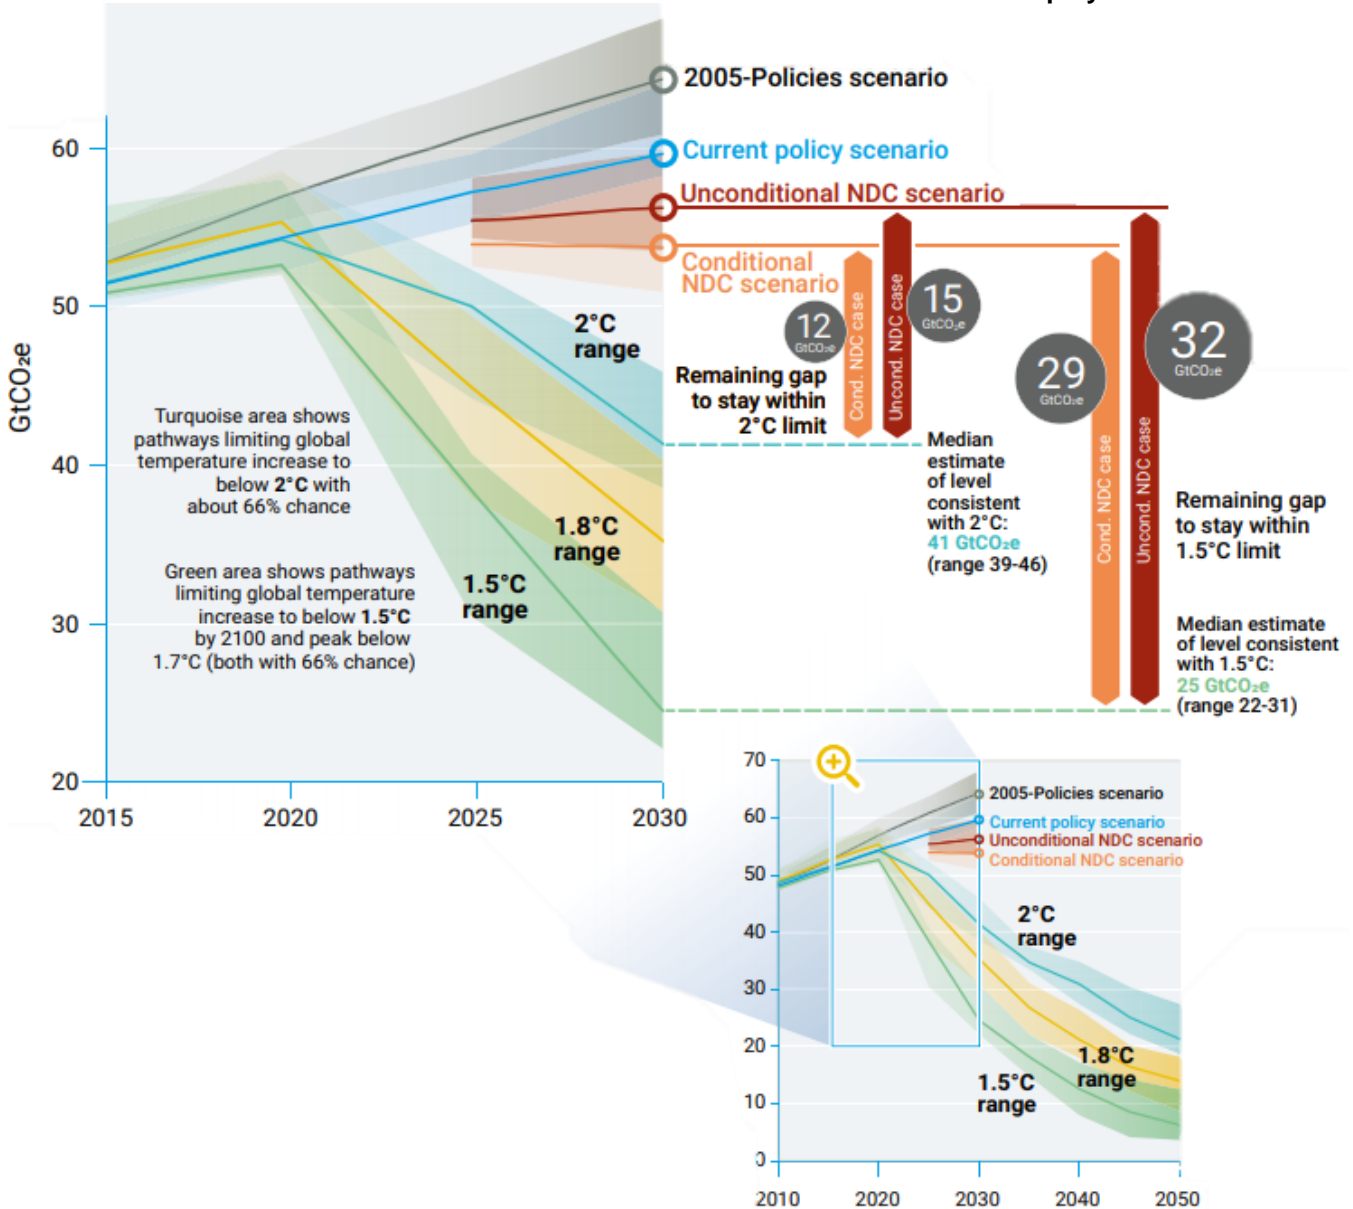 2005-Policies scenario
60
Current policy scenario
Unconditional NDC scenario
Conditional
NDC scenario
50
12
GtCO₂e
15
GtCO₂e
Cond. NDC case
Uncond. NDC case
2°C
range
Remaining gap
to stay within
2°C limit
29
GtCO₂e
32
GtCO₂e
Cond. NDC case
Uncond. NDC case
GtCO₂e
Turquoise area shows
pathways limiting global
temperature increase to
below 2°C with
about 66% chance
40
Median
estimate
of level
consistent
with 2°C:
41 GtCO₂e
(range 39-46)
Remaining gap
to stay within
1.5°C limit
1.8°C
range
1.5°C
range
Green area shows pathways
limiting global temperature
increase to below 1.5°C
by 2100 and peak below
1.7°C (both with 66% chance)
30
Median estimate
of level consistent
with 1.5°C:
25 GtCO₂e
(range 22-31)
20
2015 2020 2025 2030
70
2005-Policies scenario
60
Current policy scenario
Unconditional NDC scenario
Conditional NDC scenario
50
2°C
range
40
30
20
1.8°C
range
1.5°C
range
10
0
2010 2020 2030 2040 2050